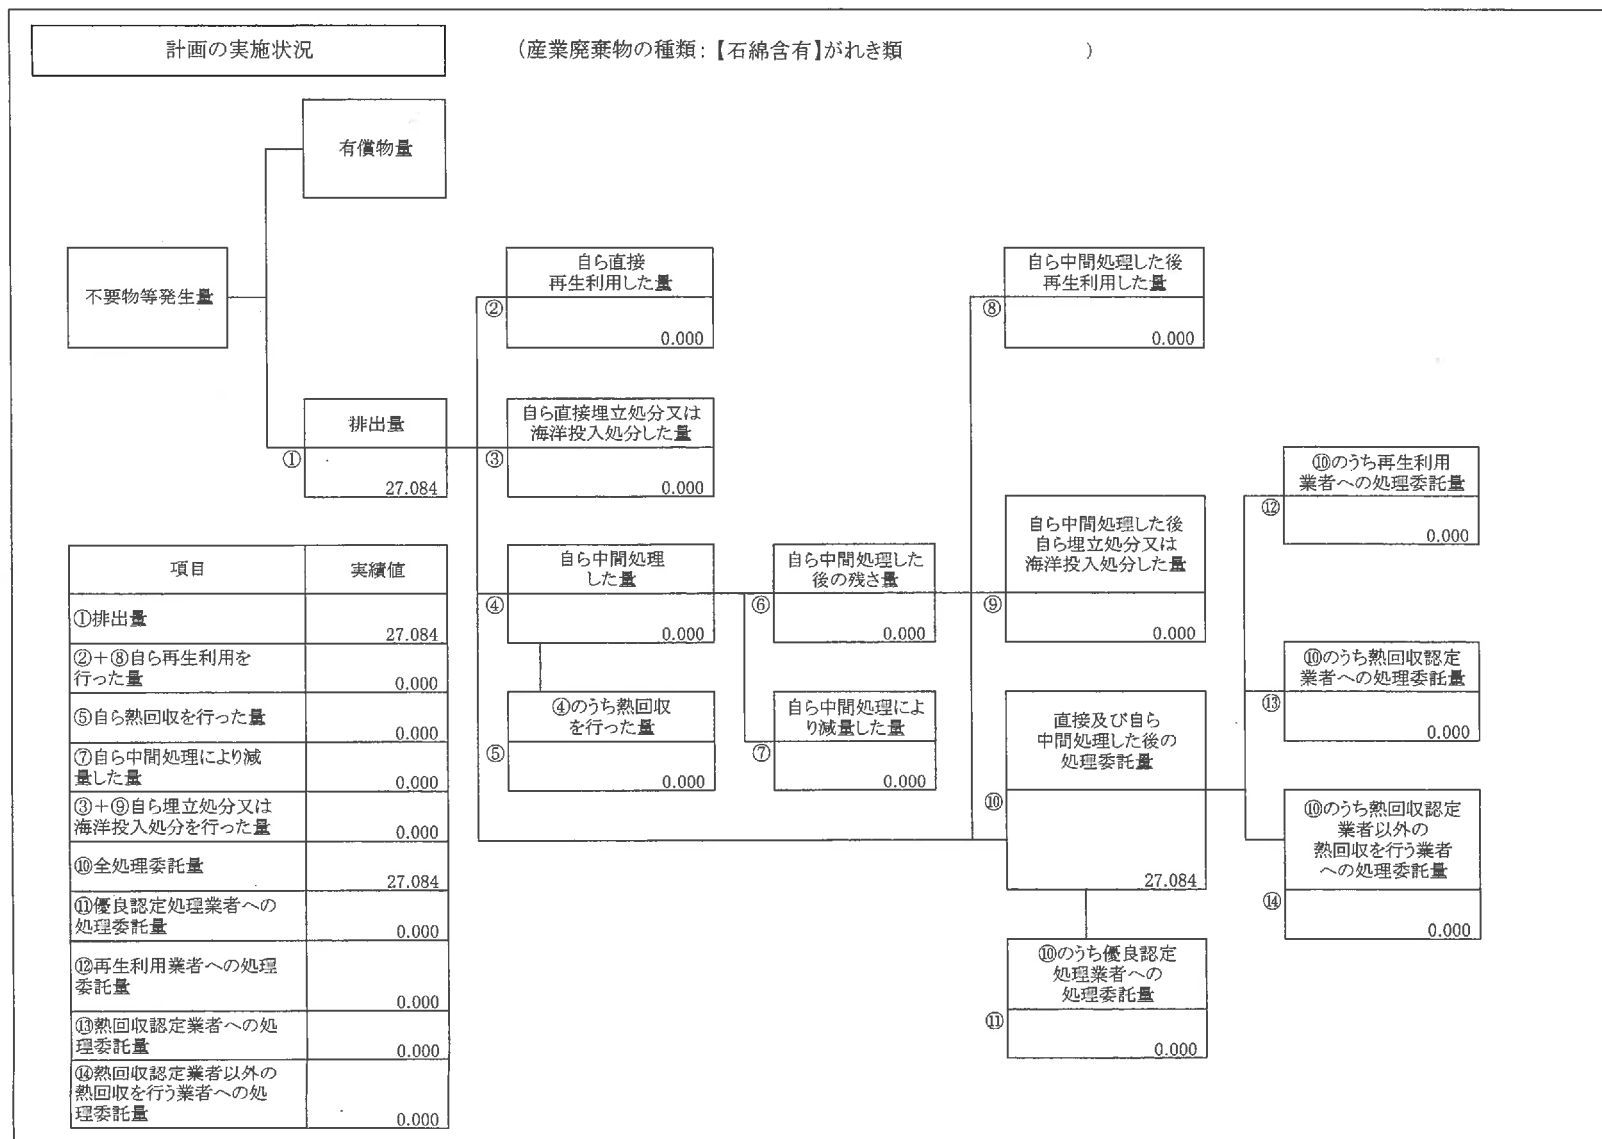 計画の実施状況
（産業廃棄物の種類：【石綿含有】がれき類　　　　　　　　）
有償物量
不要物等発生量
排出量
①
27.084
自ら直接
再生利用した量
②
0.000
自ら直接埋立処分又は
海洋投入処分した量
③
0.000
自ら中間処理
した量
④
0.000
④のうち熱回収
を行った量
⑤
0.000
自ら中間処理した
後の残さ量
⑥
0.000
自ら中間処理によ
り減量した量
⑦
0.000
自ら中間処理した後
再生利用した量
⑧
0.000
自ら中間処理した後
自ら埋立処分又は
海洋投入処分した量
⑨
0.000
直接及び自ら
中間処理した後の
処理委託量
⑩
27.084
⑩のうち優良認定
処理業者への
処理委託量
⑪
0.000
⑩のうち再生利用
業者への処理委託量
⑫
0.000
⑩のうち熱回収認定
業者への処理委託量
⑬
0.000
⑩のうち熱回収認定
業者以外の
熱回収を行う業者
への処理委託量
⑭
0.000
項目 実績値
①排出量
27.084
②＋⑧自ら再生利用を
行った量
0.000
⑤自ら熱回収を行った量
0.000
⑦自ら中間処理により減
量した量
0.000
③＋⑨自ら埋立処分又は
海洋投入処分を行った量
0.000
⑩全処理委託量
27.084
⑪優良認定処理業者への
処理委託量
0.000
⑫再生利用業者への処理
委託量
0.000
⑬熱回収認定業者への処
理委託量
0.000
⑭熱回収認定業者以外の
熱回収を行う業者への処
理委託量
0.000